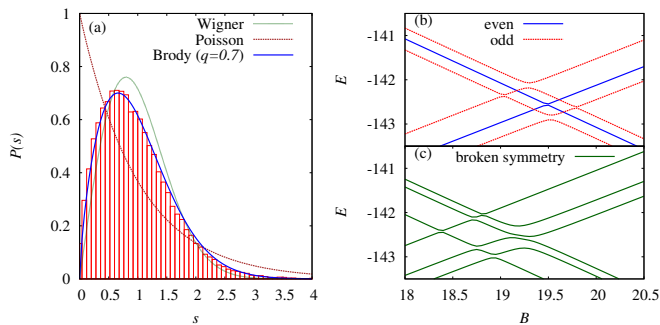 (a)
Wigner
Poisson
Brody (q=0.7)
P(s)
1
0.8
0.6
0.4
0.2
0
0 0.5 1 1.5 2 2.5 3 3.5 4
s
(b)
even
odd
E
-141
-142
-143
(c)
broken symmetry
E
-141
-142
-143
18 18.5 19 19.5 20 20.5
B